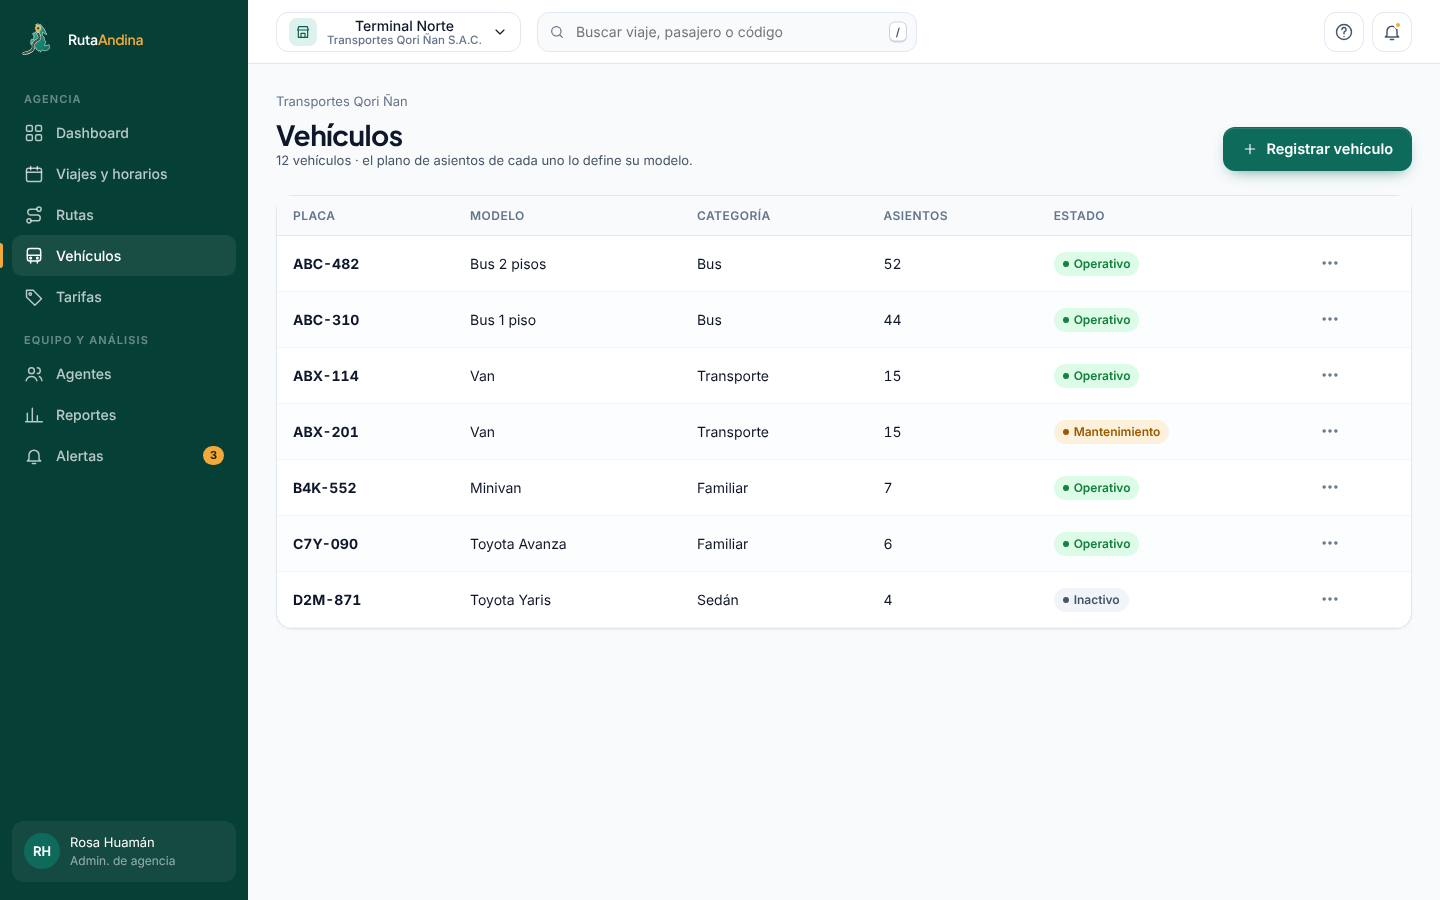 RutaAndina
AGENCIA
Dashboard
Viajes y horarios
Rutas
Vehículos
Tarifas
EQUIPO Y ANÁLISIS
Agentes
Reportes
Alertas 3
RH
Rosa Huamán
Admin. de agencia
Terminal Norte
Transportes Qori Ñan S.A.C.
Buscar viaje, pasajero o código /
Transportes Qori Ñan
Vehículos
12 vehículos · el plano de asientos de cada uno lo define su modelo.
+ Registrar vehículo
PLACA MODELO CATEGORÍA ASIENTOS ESTADO
ABC-482 Bus 2 pisos Bus 52 Operativo
ABC-310 Bus 1 piso Bus 44 Operativo
ABX-114 Van Transporte 15 Operativo
ABX-201 Van Transporte 15 Mantenimiento
B4K-552 Minivan Familiar 7 Operativo
C7Y-090 Toyota Avanza Familiar 6 Operativo
D2M-871 Toyota Yaris Sedán 4 Inactivo